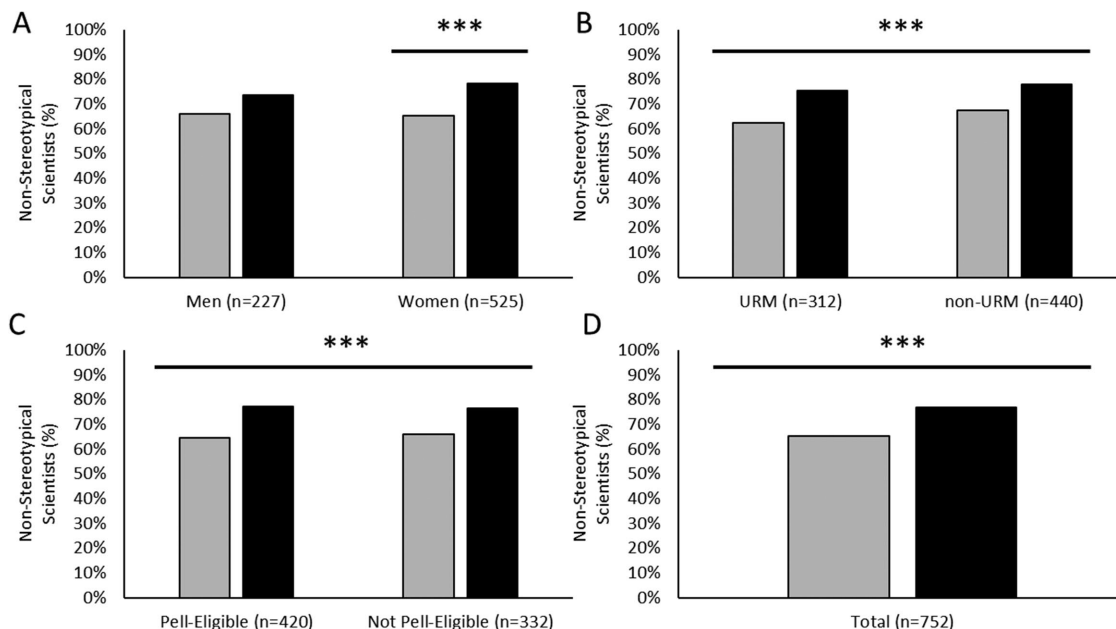 A
***
100%
90%
80%
70%
60%
50%
40%
30%
20%
10%
0%
Non-Stereotypical
Scientists (%)
Men (n=227)
Women (n=525)
B
***
100%
90%
80%
70%
60%
50%
40%
30%
20%
10%
0%
Non-Stereotypical
Scientists (%)
URM (n=312)
non-URM (n=440)
C
***
100%
90%
80%
70%
60%
50%
40%
30%
20%
10%
0%
Non-Stereotypical
Scientists (%)
Pell-Eligible (n=420)
Not Pell-Eligible (n=332)
D
***
100%
90%
80%
70%
60%
50%
40%
30%
20%
10%
0%
Non-Stereotypical
Scientists (%)
Total (n=752)